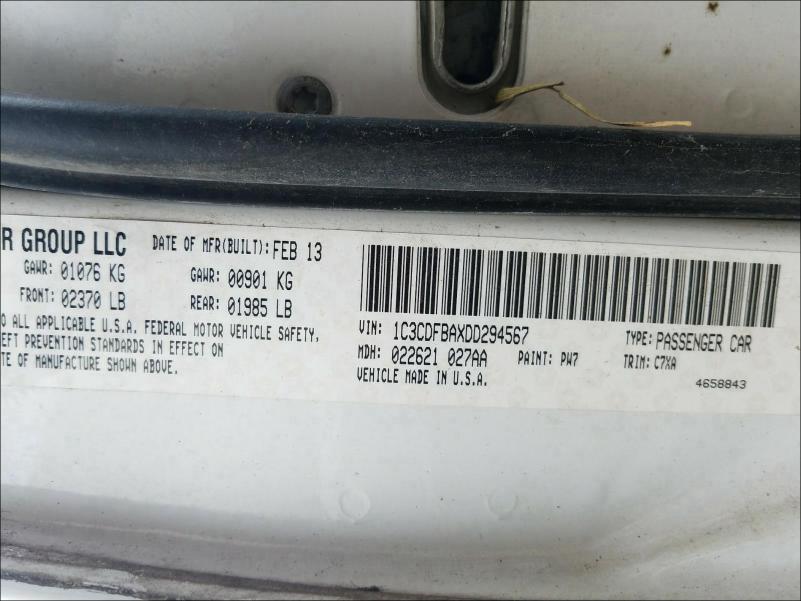 R GROUP LLC DATE OF MFR(BUILT): FEB 13
GAWR: 01076 KG GAWR: 00901 KG
FRONT: 02370 LB REAR: 01985 LB
O ALL APPLICABLE U.S.A. FEDERAL MOTOR VEHICLE SAFETY,
EFT PREVENTION STANDARDS IN EFFECT ON
TE OF MANUFACTURE SHOWN ABOVE.
VIN: 1C3CDFBAXDD294567 TYPE: PASSENGER CAR
MDH: 022621 027AA PAINT: PW7 TRIM: C7XA
VEHICLE MADE IN U.S.A. 4658843